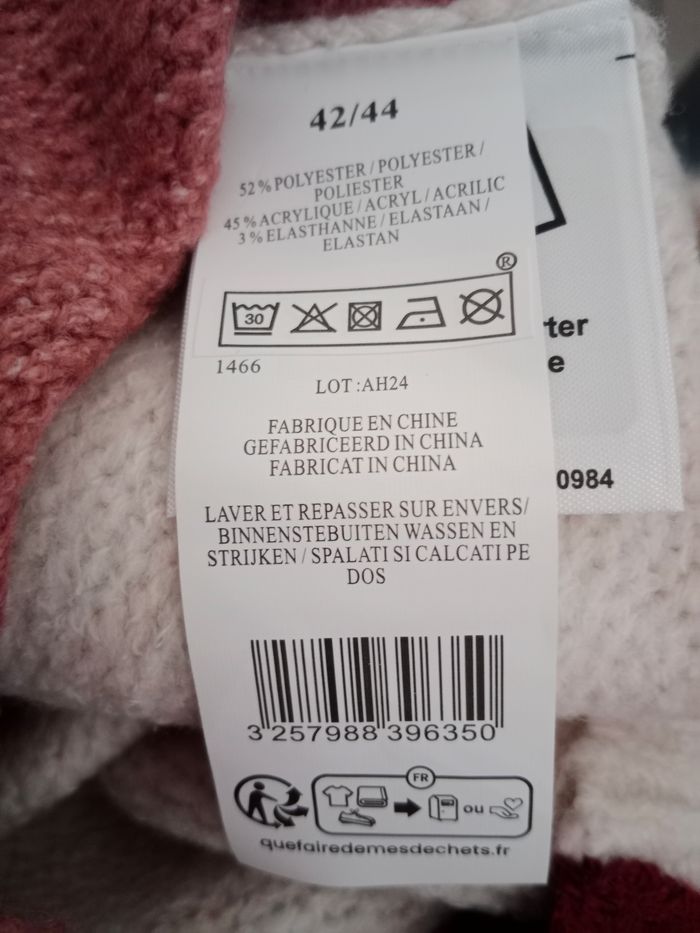 42/44
52 % POLYESTER / POLYESTER /
POLIESTER
45 % ACRYLIQUE / ACRYL / ACRILIC
3 % ELASTHANNE / ELASTAAN /
ELASTAN
®
30
1466
LOT :AH24
FABRIQUE EN CHINE
GEFABRICEERD IN CHINA
FABRICAT IN CHINA
LAVER ET REPASSER SUR ENVERS/
BINNENSTEBUITEN WASSEN EN
STRIJKEN / SPALATI SI CALCATI PE
DOS
3 257988 396350
FR
ou
quefairedemesdechets.fr
ter
e
0984